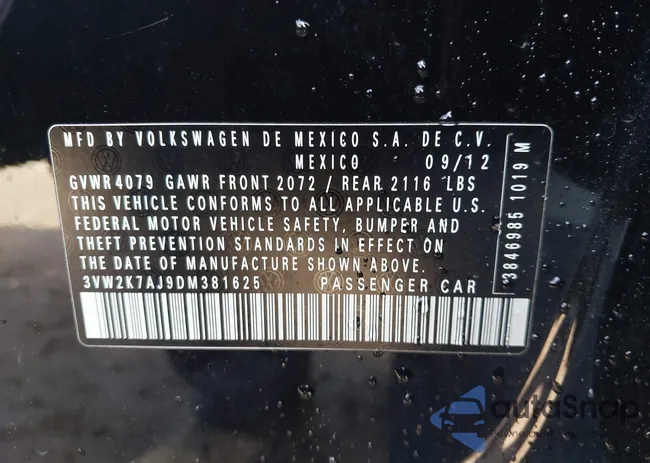 MFD BY VOLKSWAGEN DE MEXICO S.A. DE C.V.
MEXICO 09/12
GVWR 4079 GAWR FRONT 2072 / REAR 2116 LBS
THIS VEHICLE CONFORMS TO ALL APPLICABLE U.S.
FEDERAL MOTOR VEHICLE SAFETY, BUMPER AND
THEFT PREVENTION STANDARDS IN EFFECT ON
THE DATE OF MANUFACTURE SHOWN ABOVE.
3VW2K7AJ9DM381625 PASSENGER CAR
3846985 1019 M
autoSnap